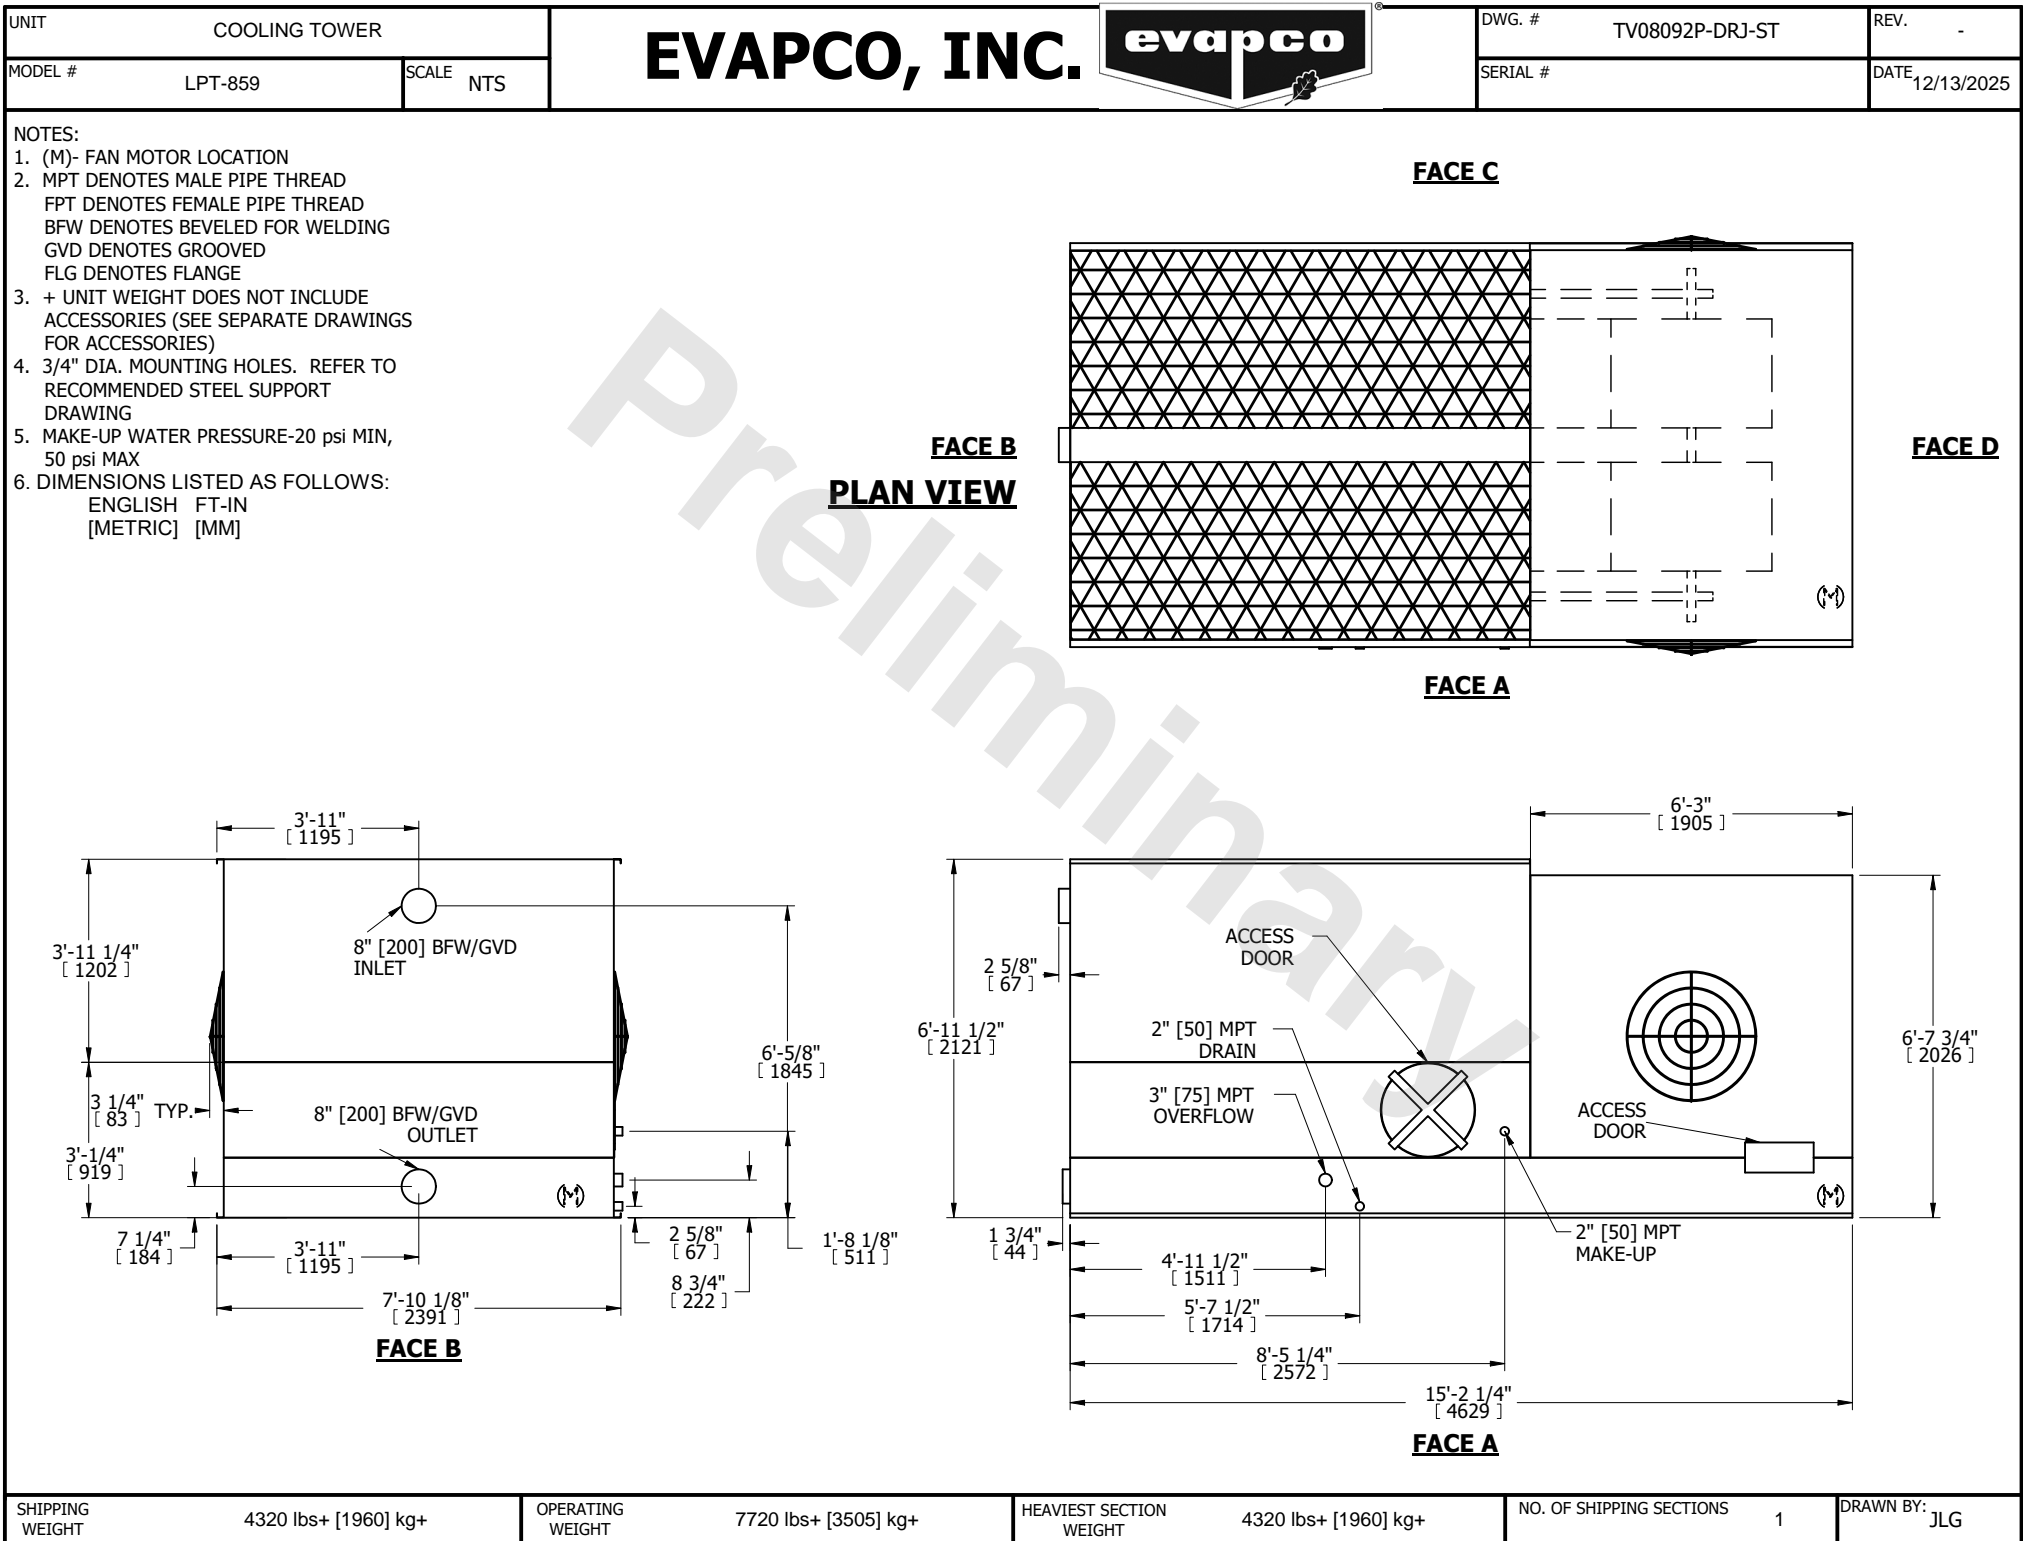 UNIT
COOLING TOWER
MODEL #
LPT-859
SCALE
NTS
EVAPCO, INC.
evapco
®
DWG. #
TV08092P-DRJ-ST
REV.
-
SERIAL #
DATE
12/13/2025
NOTES:
1. (M)- FAN MOTOR LOCATION
2. MPT DENOTES MALE PIPE THREAD
FPT DENOTES FEMALE PIPE THREAD
BFW DENOTES BEVELED FOR WELDING
GVD DENOTES GROOVED
FLG DENOTES FLANGE
3. + UNIT WEIGHT DOES NOT INCLUDE
ACCESSORIES (SEE SEPARATE DRAWINGS
FOR ACCESSORIES)
4. 3/4" DIA. MOUNTING HOLES. REFER TO
RECOMMENDED STEEL SUPPORT
DRAWING
5. MAKE-UP WATER PRESSURE-20 psi MIN,
50 psi MAX
6. DIMENSIONS LISTED AS FOLLOWS:
ENGLISH FT-IN
[METRIC] [MM]
Preliminary
FACE C
FACE B
PLAN VIEW
FACE D
(M)
FACE A
3'-11"
[ 1195 ]
3'-11 1/4"
[ 1202 ]
8" [200] BFW/GVD
INLET
6'-5/8"
[ 1845 ]
3 1/4"
[ 83 ]
TYP.
8" [200] BFW/GVD
OUTLET
3'-1/4"
[ 919 ]
(M)
7 1/4"
[ 184 ]
3'-11"
[ 1195 ]
2 5/8"
[ 67 ]
1'-8 1/8"
[ 511 ]
8 3/4"
[ 222 ]
7'-10 1/8"
[ 2391 ]
FACE B
6'-3"
[ 1905 ]
2 5/8"
[ 67 ]
ACCESS
DOOR
6'-11 1/2"
[ 2121 ]
2" [50] MPT
DRAIN
6'-7 3/4"
[ 2026 ]
3" [75] MPT
OVERFLOW
ACCESS
DOOR
(M)
1 3/4"
[ 44 ]
2" [50] MPT
MAKE-UP
4'-11 1/2"
[ 1511 ]
5'-7 1/2"
[ 1714 ]
8'-5 1/4"
[ 2572 ]
15'-2 1/4"
[ 4629 ]
FACE A
SHIPPING
WEIGHT
4320 lbs+ [1960] kg+
OPERATING
WEIGHT
7720 lbs+ [3505] kg+
HEAVIEST SECTION
WEIGHT
4320 lbs+ [1960] kg+
NO. OF SHIPPING SECTIONS
1
DRAWN BY:
JLG